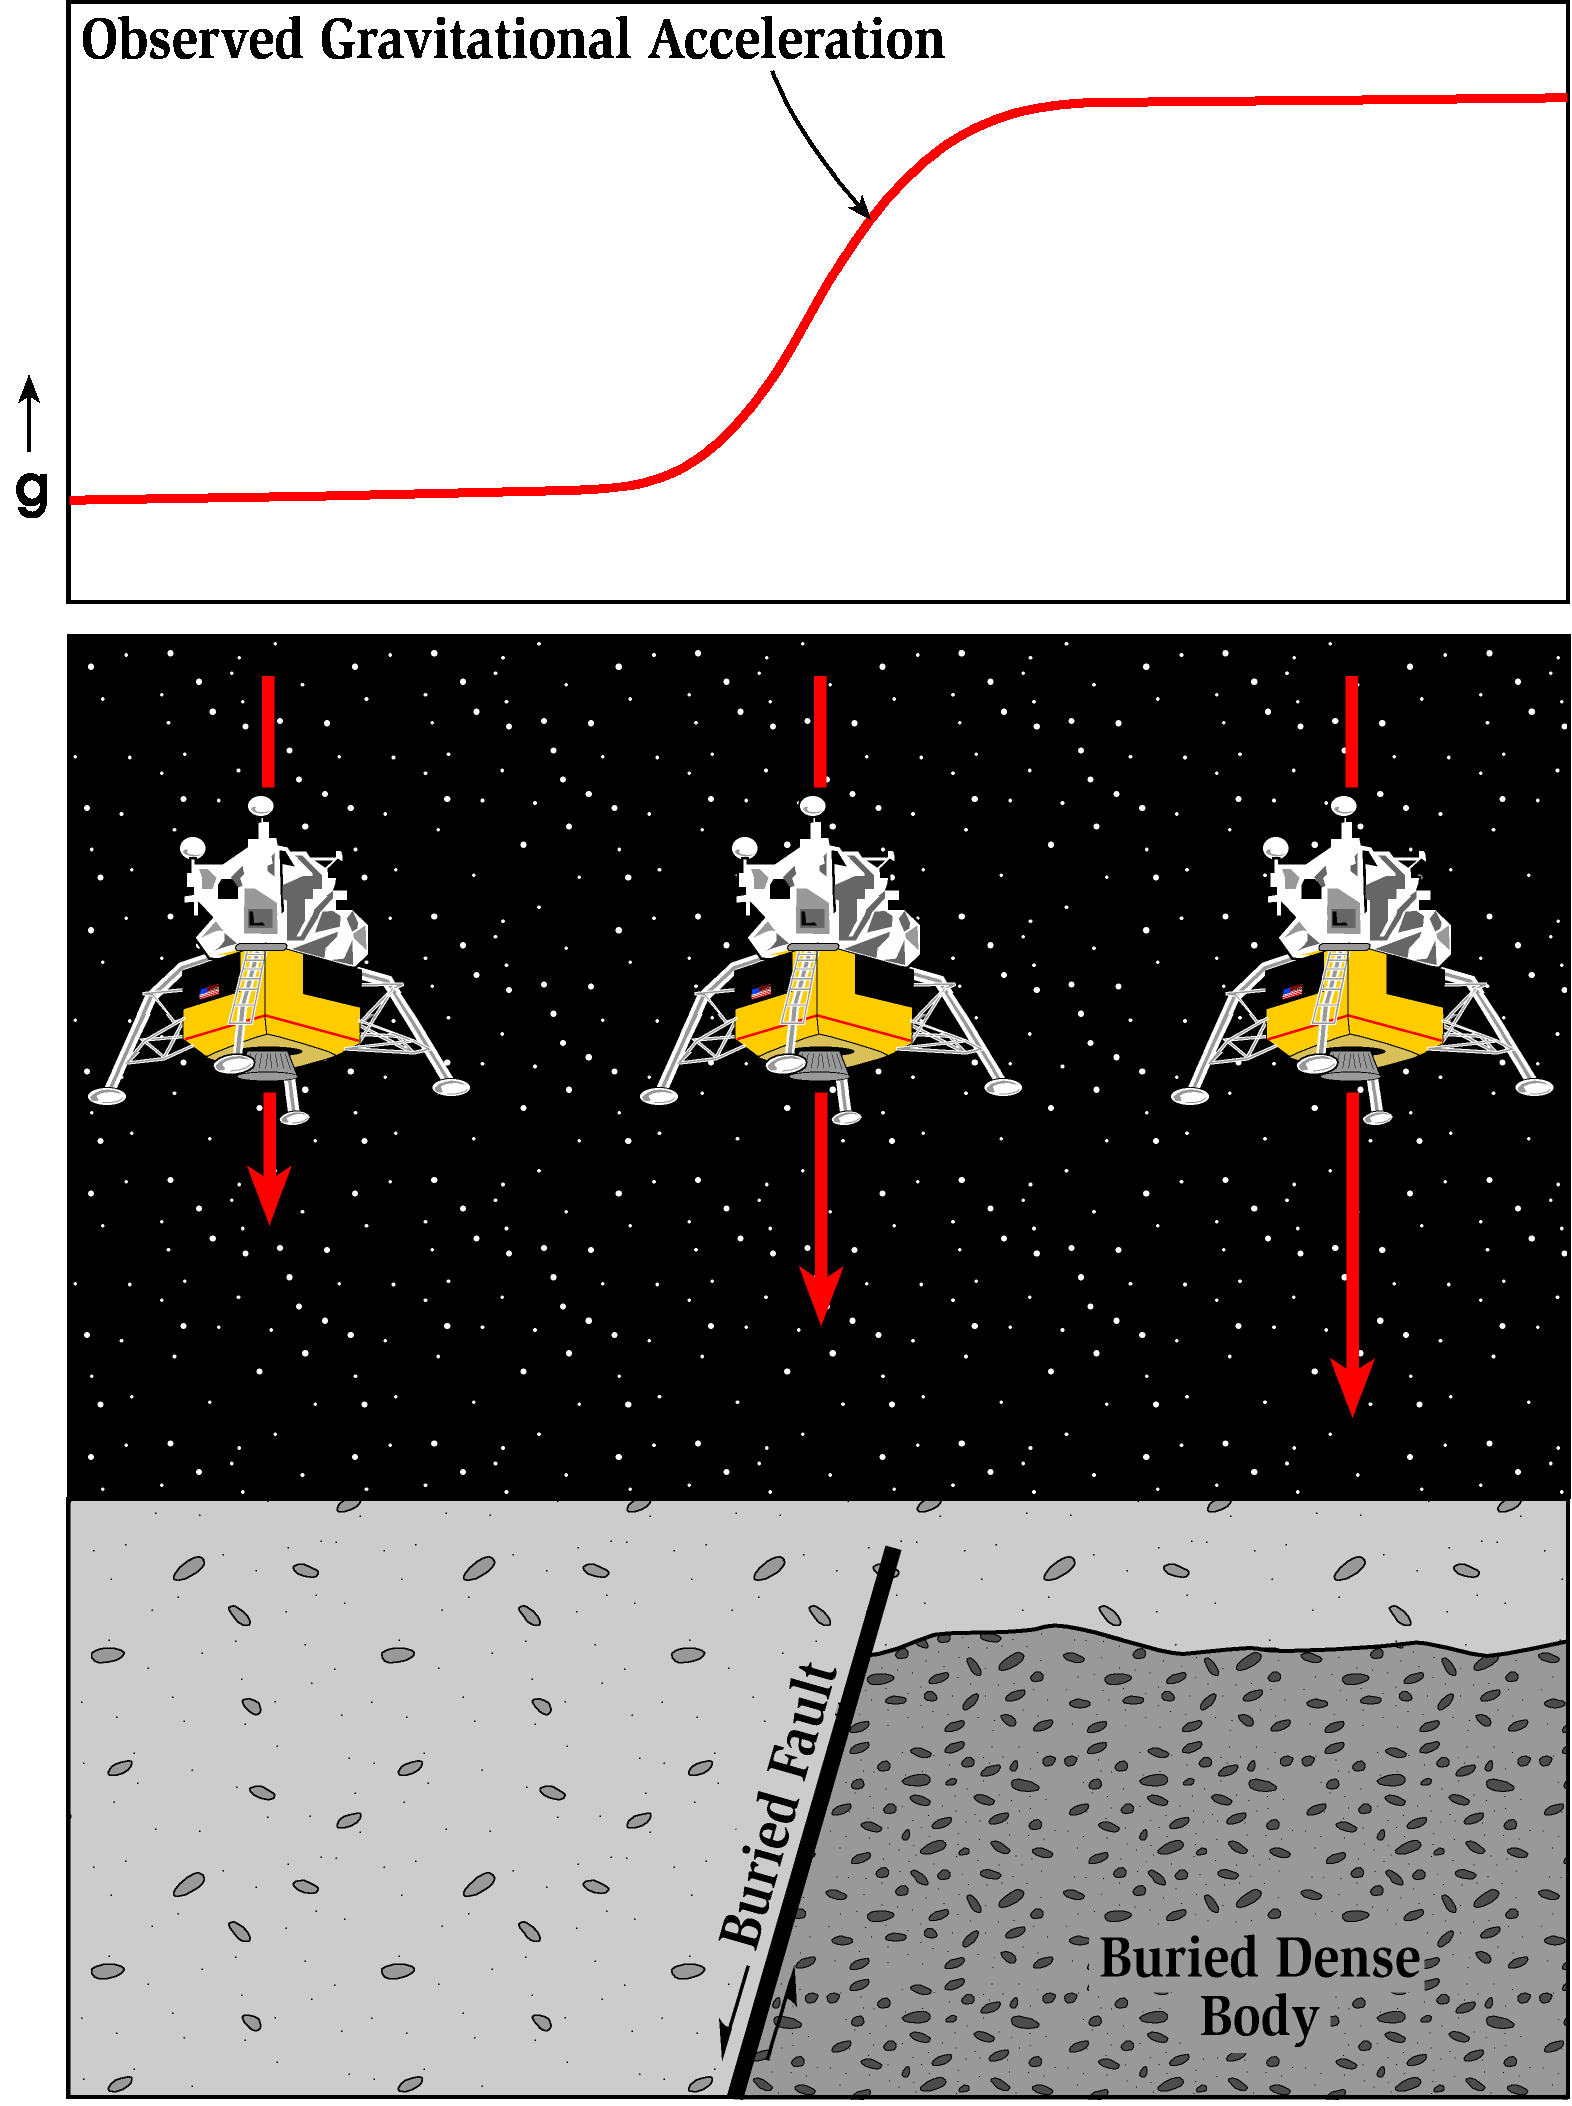 Observed Gravitational Acceleration
g
Buried Fault
Buried Dense
Body